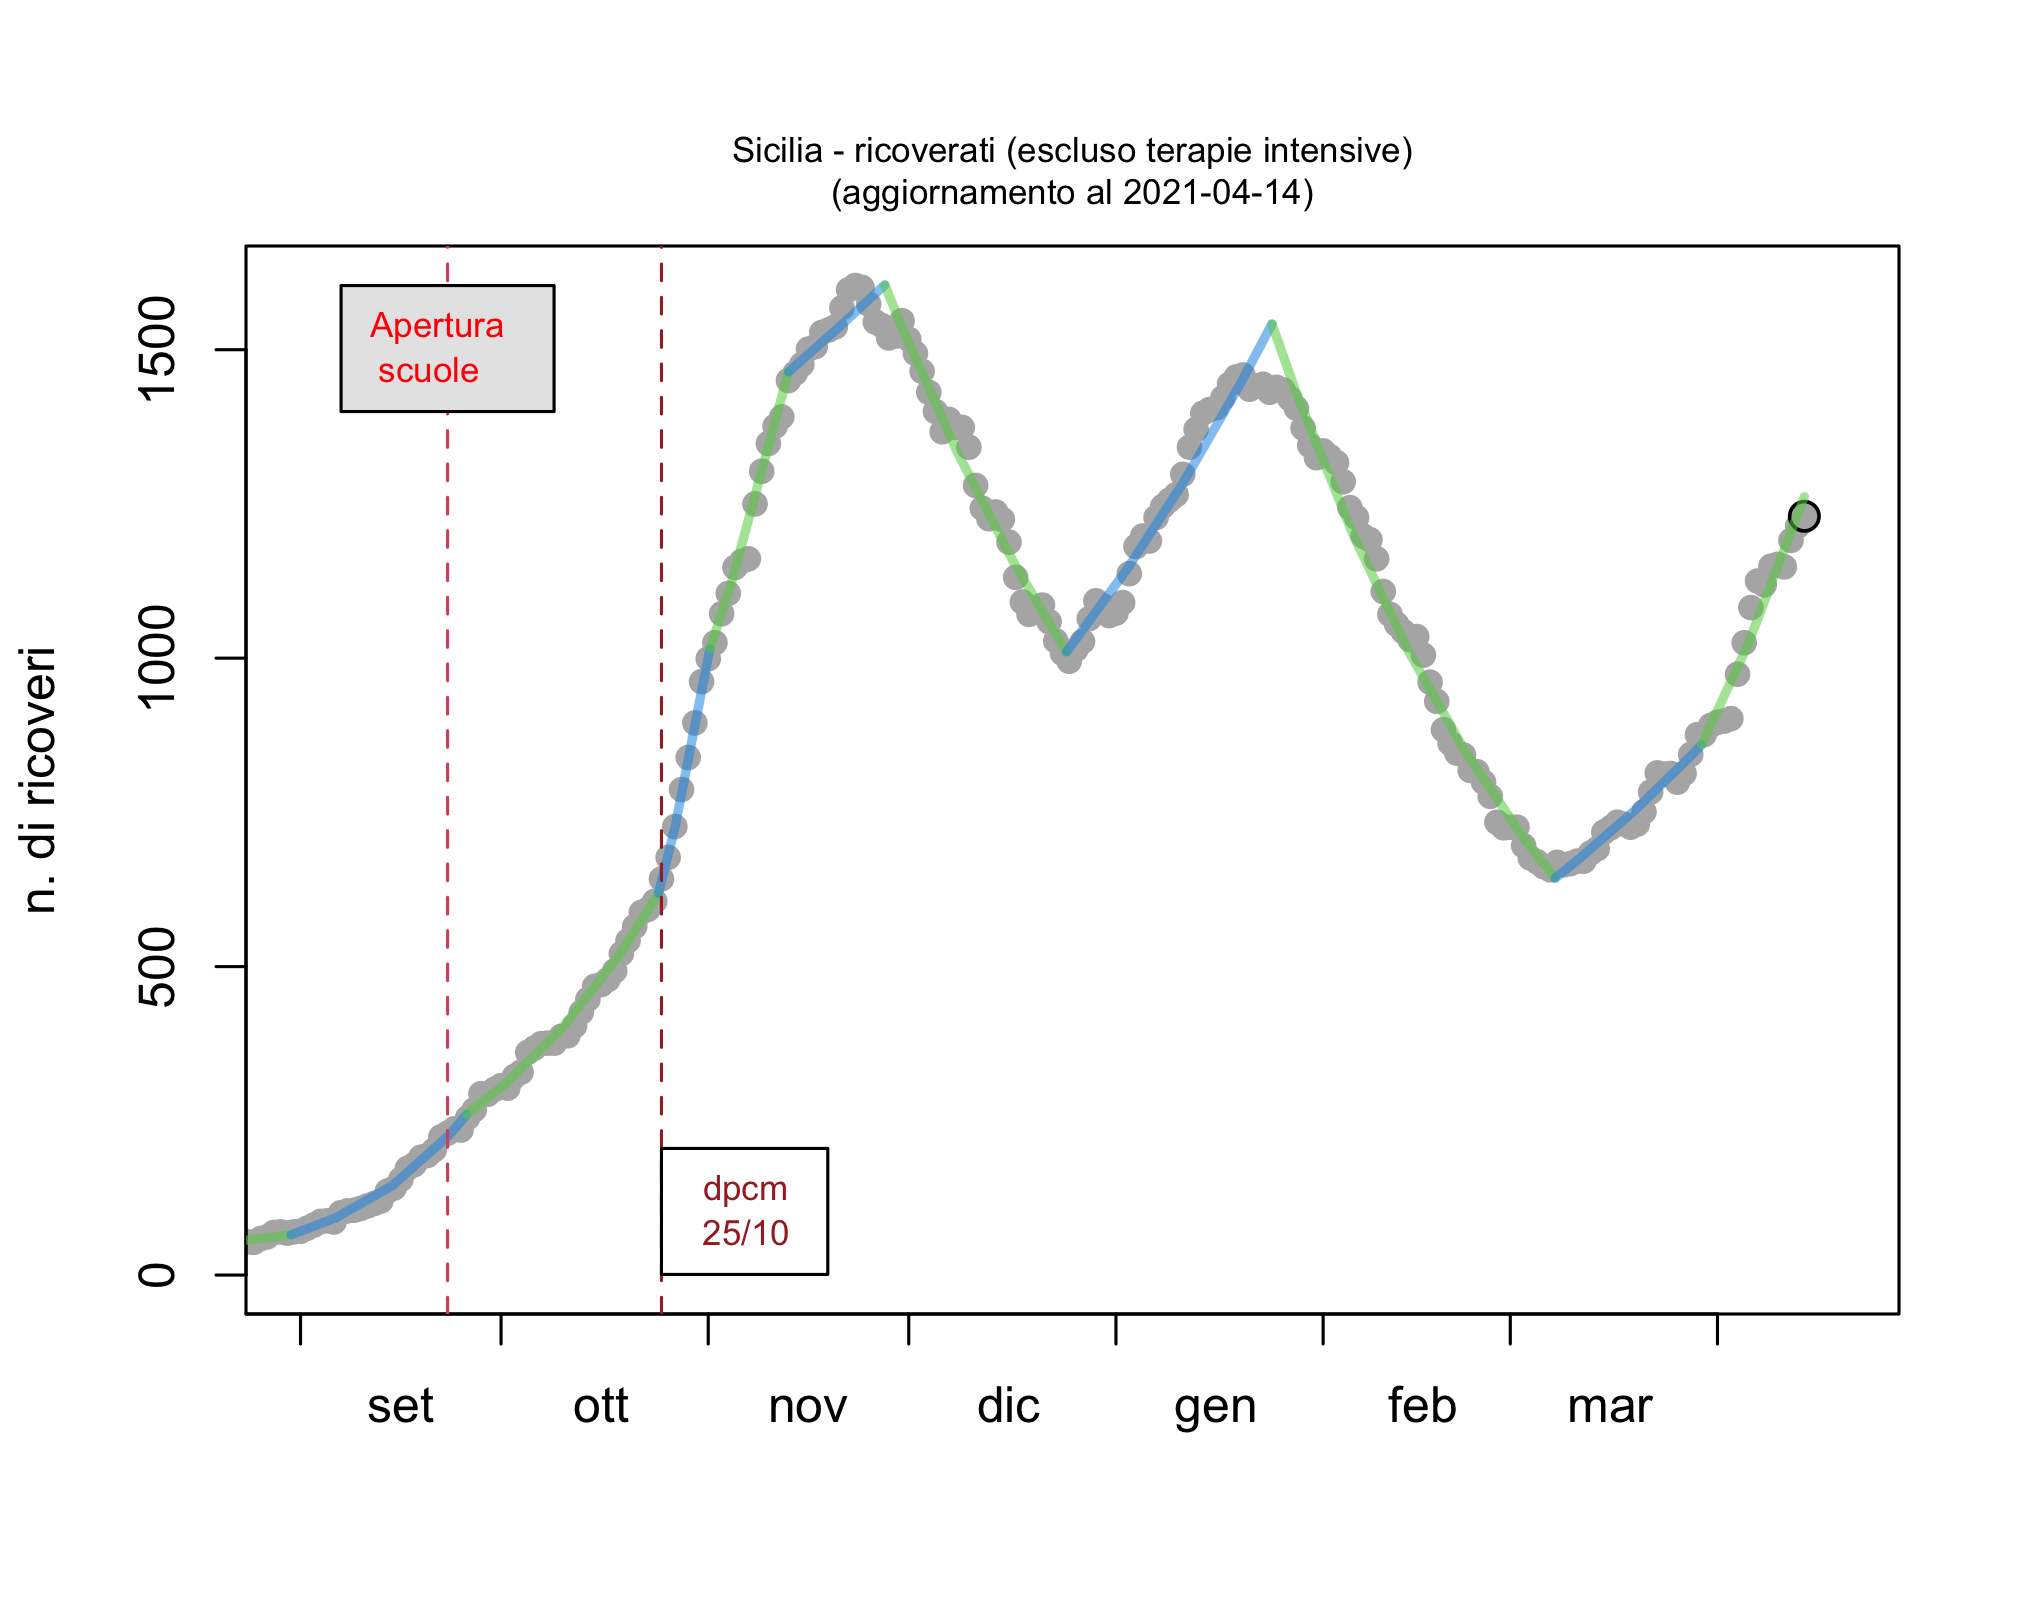 Sicilia - ricoverati (escluso terapie intensive)
(aggiornamento al 2021-04-14)
Apertura
scuole
dpcm
25/10
n. di ricoveri
1500
1000
500
0
set ott nov dic gen feb mar